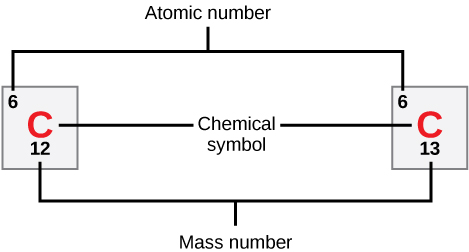 Atomic number
6
6
C
C
Chemical
symbol
12
13
Mass number